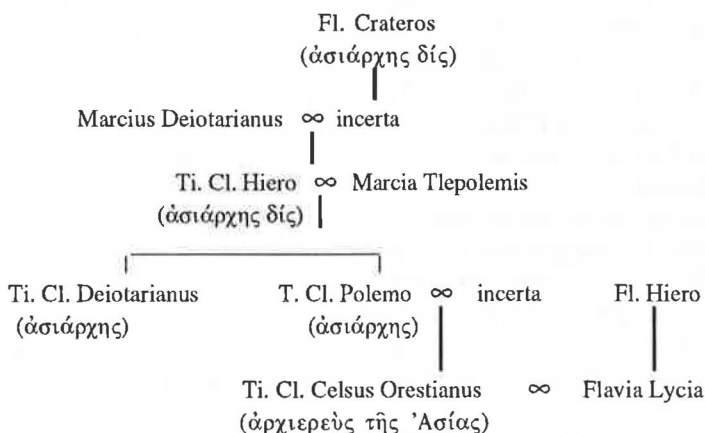 Fl. Crateros
(ἀσιάρχης δίς)
Marcius Deiotarianus ∞ incerta
Ti. Cl. Hiero ∞ Marcia Tlepolemis
(ἀσιάρχης δίς)
Ti. Cl. Deiotarianus T. Cl. Polemo ∞ incerta Fl. Hiero
(ἀσιάρχης) (ἀσιάρχης)
Ti. Cl. Celsus Orestianus ∞ Flavia Lycia
(ἀρχιερεὺς τῆς Ἀσίας)